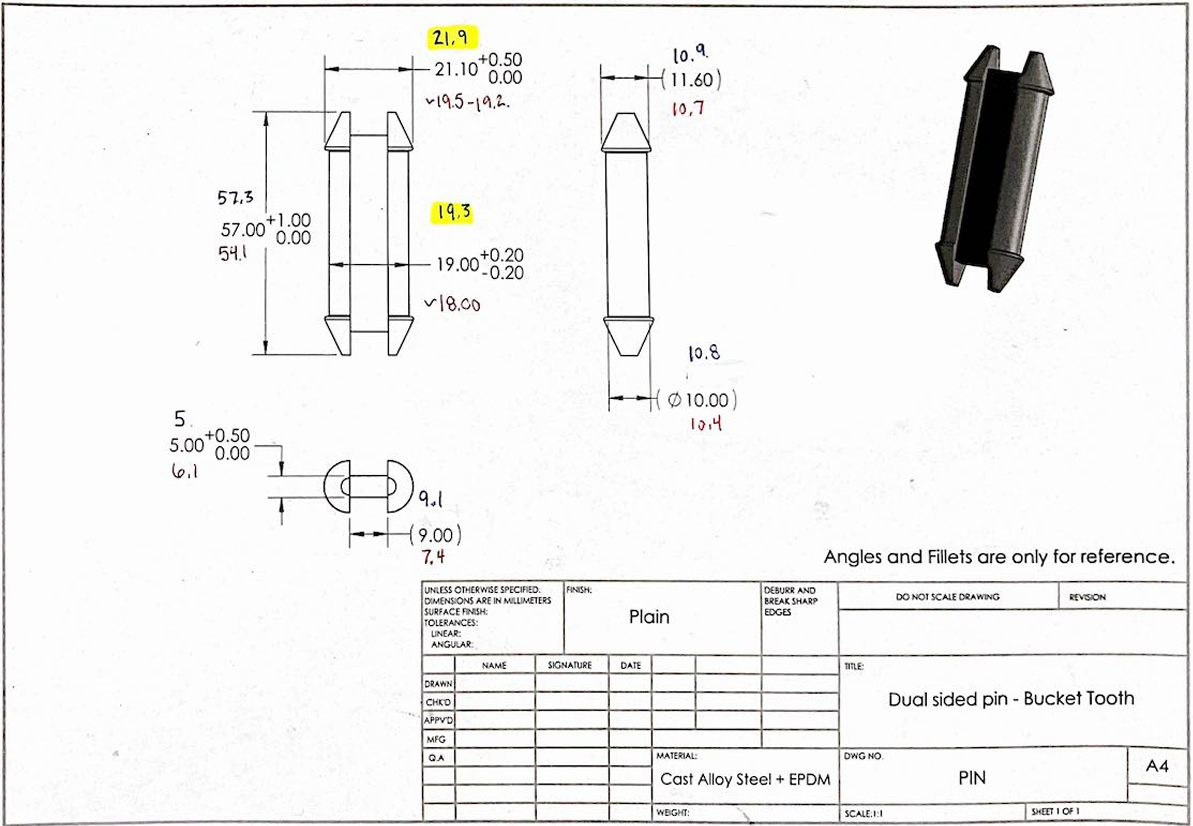 21.9
21.10 +0.50
0.00
~19.5-19.2.
10.9.
(11.60)
10.7
57.3
57.00 +1.00
0.00
54.1
19.3
19.00 +0.20
-0.20
~18.00
10.8
(Ø10.00)
10.4
5.
5.00 +0.50
0.00
6.1
9.1
(9.00)
7.4
Angles and Fillets are only for reference.
UNLESS OTHERWISE SPECIFIED:
DIMENSIONS ARE IN MILLIMETERS
SURFACE FINISH:
TOLERANCES:
LINEAR:
ANGULAR:
FINISH:
Plain
DEBURR AND
BREAK SHARP
EDGES
DO NOT SCALE DRAWING
REVISION
NAME
SIGNATURE
DATE
DRAWN
CHK'D
APPV'D
MFG
Q.A
TITLE:
Dual sided pin - Bucket Tooth
MATERIAL:
Cast Alloy Steel + EPDM
WEIGHT:
DWG NO.
PIN
A4
SCALE:1:1
SHEET 1 OF 1